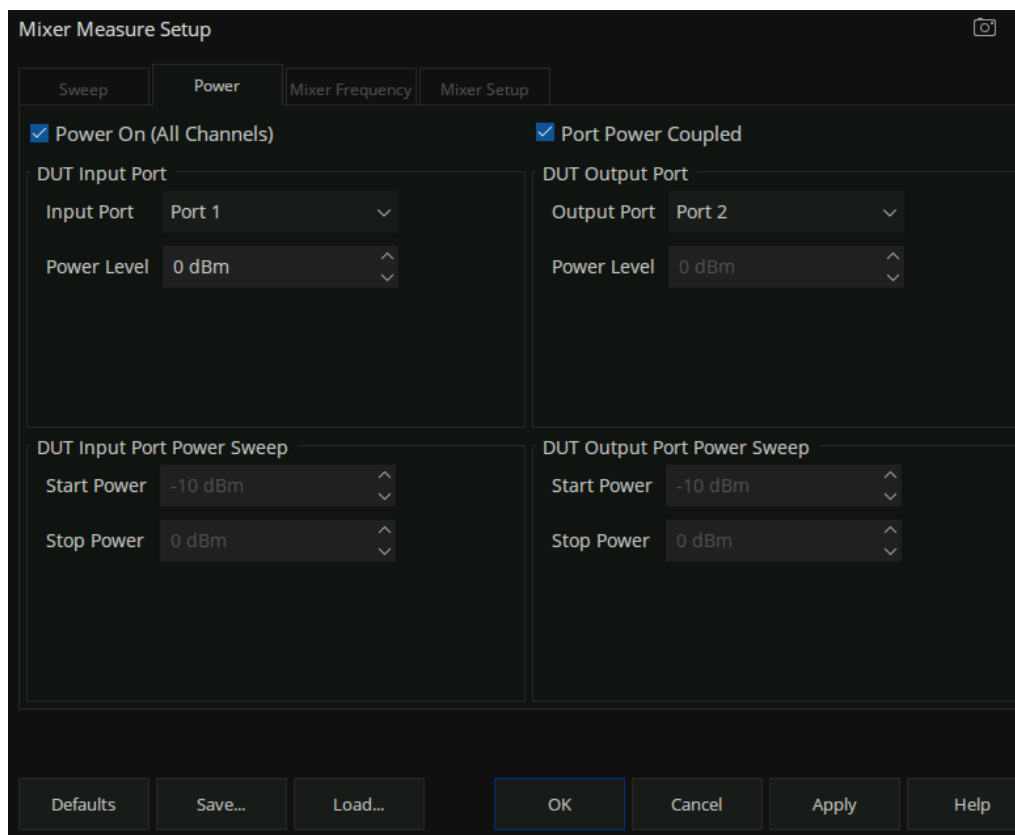 Mixer Measure Setup
Sweep Power Mixer Frequency Mixer Setup
Power On (All Channels) Port Power Coupled
DUT Input Port DUT Output Port
Input Port Port 1 Output Port Port 2
Power Level 0 dBm Power Level 0 dBm
DUT Input Port Power Sweep DUT Output Port Power Sweep
Start Power -10 dBm Start Power -10 dBm
Stop Power 0 dBm Stop Power 0 dBm
Defaults Save... Load... OK Cancel Apply Help